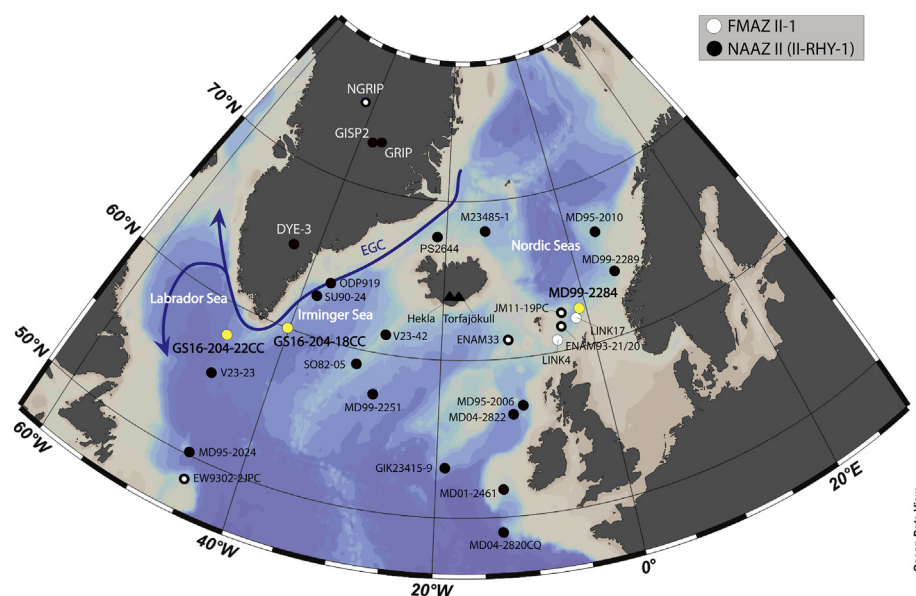 FMAZ II-1
NAAZ II (II-RHY-1)
NGRIP
70°N
GISP2
GRIP
60°N
DYE-3
EGC
M23485-1
MD95-2010
PS2644
Nordic Seas
MD99-2289
Labrador Sea
ODP919
SU90-24
MD99-2284
Irminger Sea
Hekla
Torfajökull
JM11-19PC
LINK17
GS16-204-22CC
GS16-204-18CC
V23-42
ENAM33
ENAM93-21/20
LINK4
50°N
V23-23
SO82-05
MD99-2251
MD95-2006
MD04-2822
60°W
MD95-2024
EW9302-2JPC
GIK23415-9
MD01-2461
20°E
MD04-2820CQ
40°W
20°W
0°